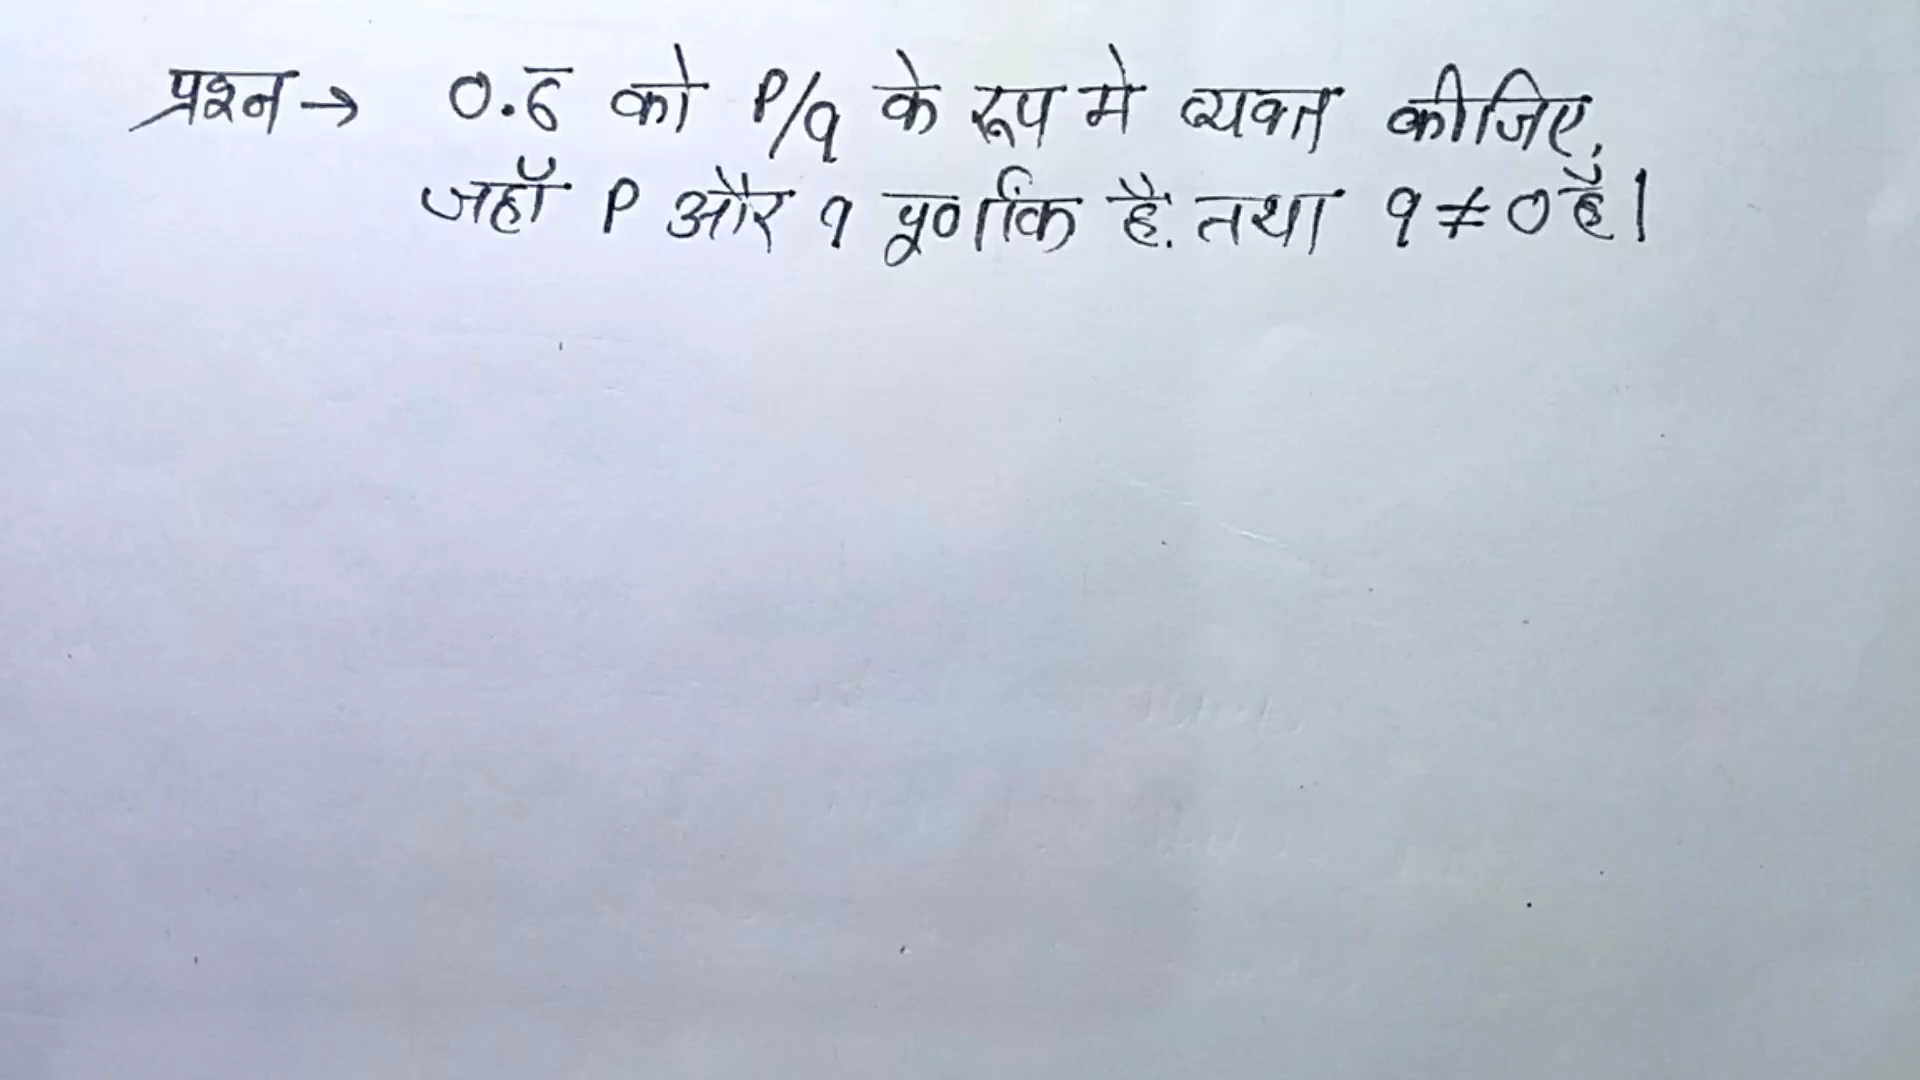 प्रश्न → 0.6̅ को P/q के रूप मे व्यक्त कीजिए,
जहाँ P और q पूर्णांक है. तथा q ≠ 0 है।